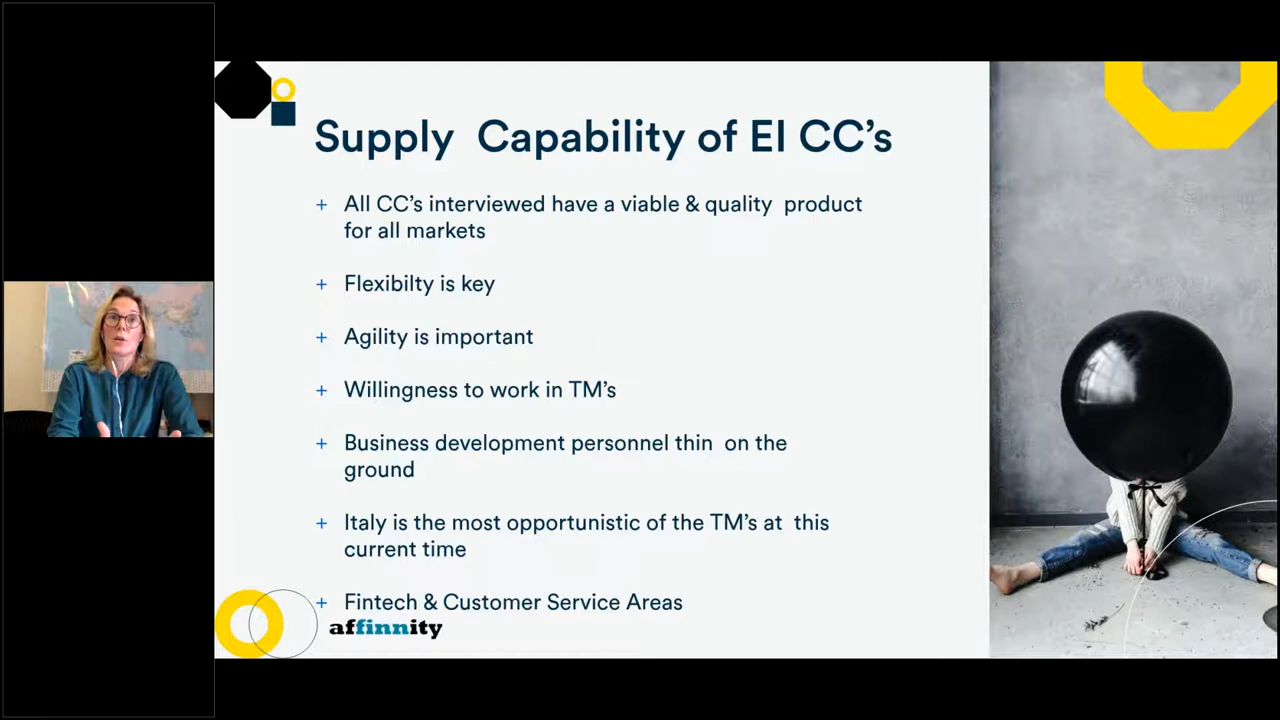 Supply Capability of EI CC's
+ All CC's interviewed have a viable & quality product
for all markets
+ Flexibilty is key
+ Agility is important
+ Willingness to work in TM's
+ Business development personnel thin on the
ground
+ Italy is the most opportunistic of the TM's at this
current time
+ Fintech & Customer Service Areas
affinnity